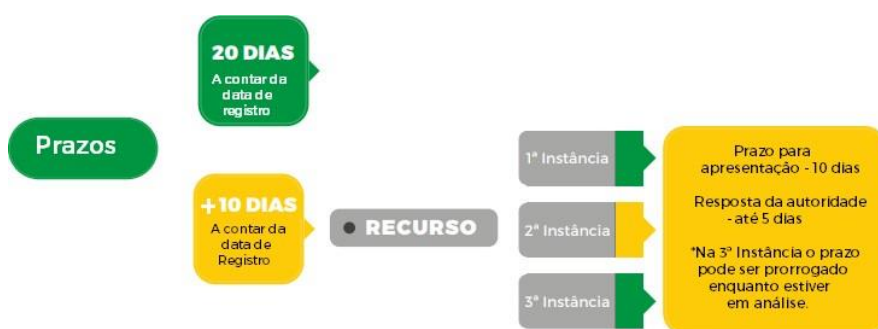 Prazos
20 DIAS
A contar da
data de
registro
+10 DIAS
A contar da
data de
Registro
• RECURSO
1ª Instância
2ª Instância
3ª Instância
Prazo para
apresentação - 10 dias
Resposta da autoridade
- até 5 dias
*Na 3ª Instância o prazo
pode ser prorrogado
enquanto estiver
em análise.